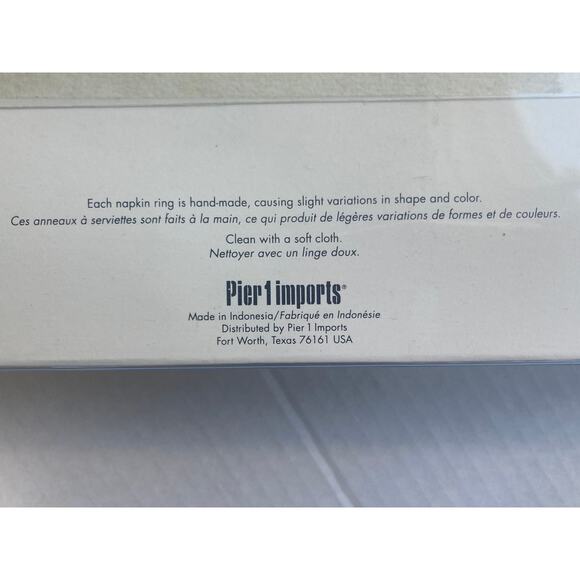 Each napkin ring is hand-made, causing slight variations in shape and color.
Ces anneaux à serviettes sont faits à la main, ce qui produit de légères variations de formes et de couleurs.
Clean with a soft cloth.
Nettoyer avec un linge doux.
Pier 1 imports®
Made in Indonesia/Fabriqué en Indonésie
Distributed by Pier 1 Imports
Fort Worth, Texas 76161 USA